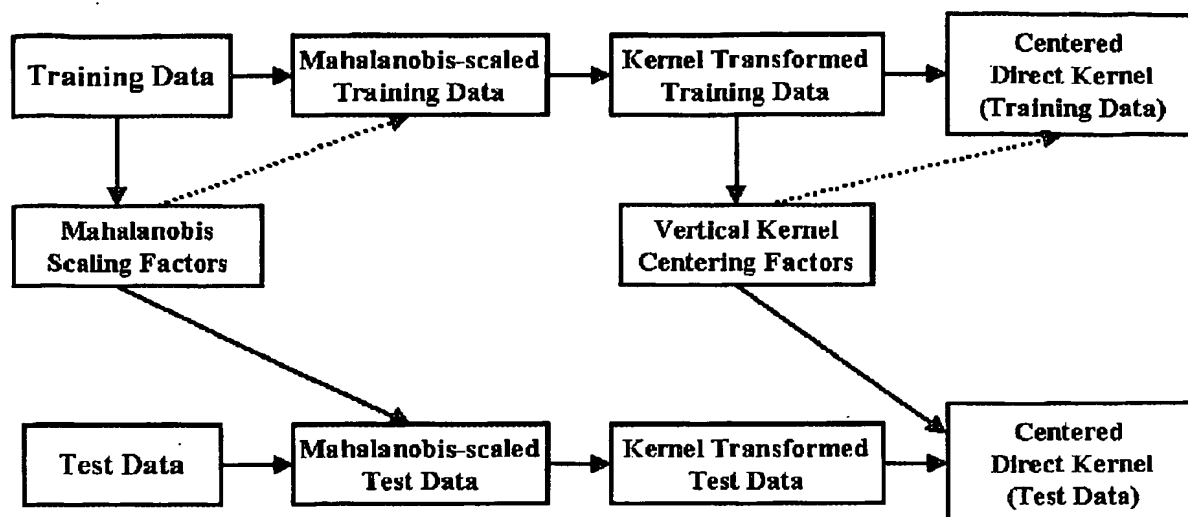 Training Data
Mahalanobis-scaled
Training Data
Kernel Transformed
Training Data
Centered
Direct Kernel
(Training Data)
Mahalanobis
Scaling Factors
Vertical Kernel
Centering Factors
Test Data
Mahalanobis-scaled
Test Data
Kernel Transformed
Test Data
Centered
Direct Kernel
(Test Data)